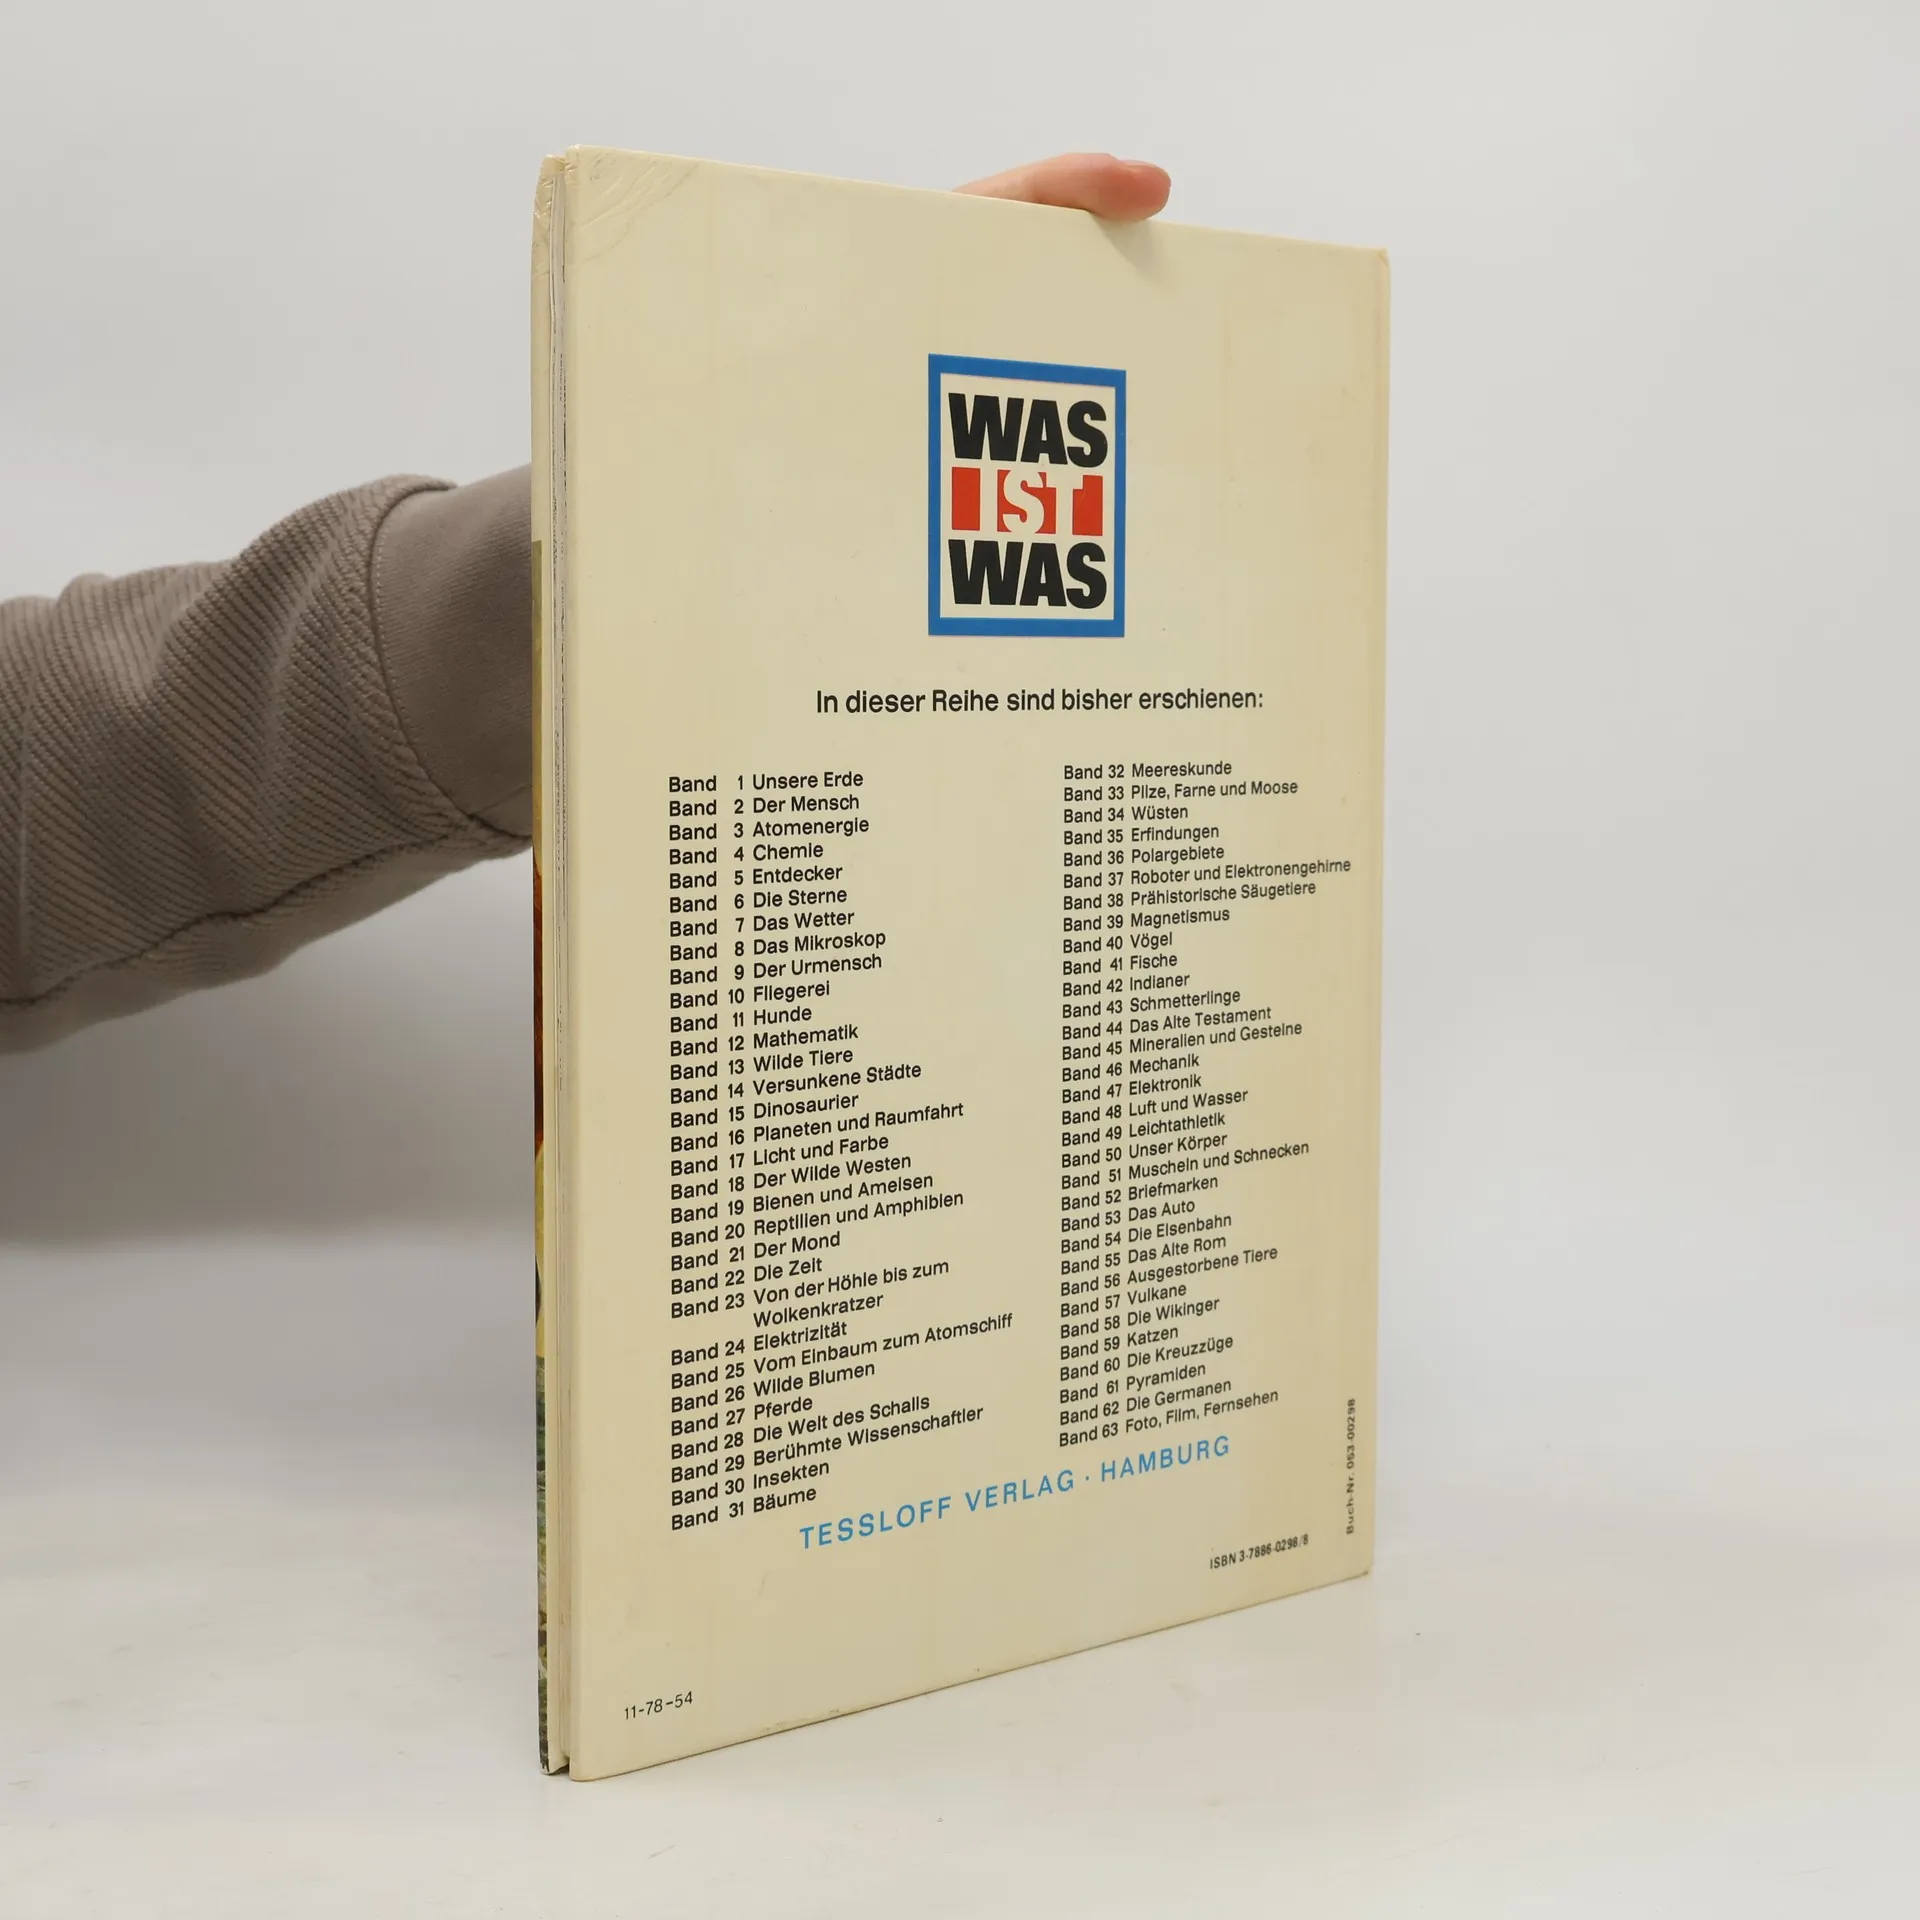 WAS
IST
WAS
In dieser Reihe sind bisher erschienen:
Band 1 Unsere Erde
Band 2 Der Mensch
Band 3 Atomenergie
Band 4 Chemie
Band 5 Entdecker
Band 6 Die Sterne
Band 7 Das Wetter
Band 8 Das Mikroskop
Band 9 Der Urmensch
Band 10 Fliegerei
Band 11 Hunde
Band 12 Mathematik
Band 13 Wilde Tiere
Band 14 Versunkene Städte
Band 15 Dinosaurier
Band 16 Planeten und Raumfahrt
Band 17 Licht und Farbe
Band 18 Der Wilde Westen
Band 19 Bienen und Ameisen
Band 20 Reptilien und Amphibien
Band 21 Der Mond
Band 22 Die Zeit
Band 23 Von der Höhle bis zum
Wolkenkratzer
Band 24 Elektrizität
Band 25 Vom Einbaum zum Atomschiff
Band 26 Wilde Blumen
Band 27 Pferde
Band 28 Die Welt des Schalls
Band 29 Berühmte Wissenschaftler
Band 30 Insekten
Band 31 Bäume
Band 32 Meereskunde
Band 33 Pilze, Farne und Moose
Band 34 Wüsten
Band 35 Erfindungen
Band 36 Polargebiete
Band 37 Roboter und Elektronengehirne
Band 38 Prähistorische Säugetiere
Band 39 Magnetismus
Band 40 Vögel
Band 41 Fische
Band 42 Indianer
Band 43 Schmetterlinge
Band 44 Das Alte Testament
Band 45 Mineralien und Gesteine
Band 46 Mechanik
Band 47 Elektronik
Band 48 Luft und Wasser
Band 49 Leichtathletik
Band 50 Unser Körper
Band 51 Muscheln und Schnecken
Band 52 Briefmarken
Band 53 Das Auto
Band 54 Die Eisenbahn
Band 55 Das Alte Rom
Band 56 Ausgestorbene Tiere
Band 57 Vulkane
Band 58 Die Wikinger
Band 59 Katzen
Band 60 Die Kreuzzüge
Band 61 Pyramiden
Band 62 Die Germanen
Band 63 Foto, Film, Fernsehen
TESSLOFF VERLAG · HAMBURG
Buch-Nr. 053-00298
ISBN 3-7886-0298/8
11-78-54